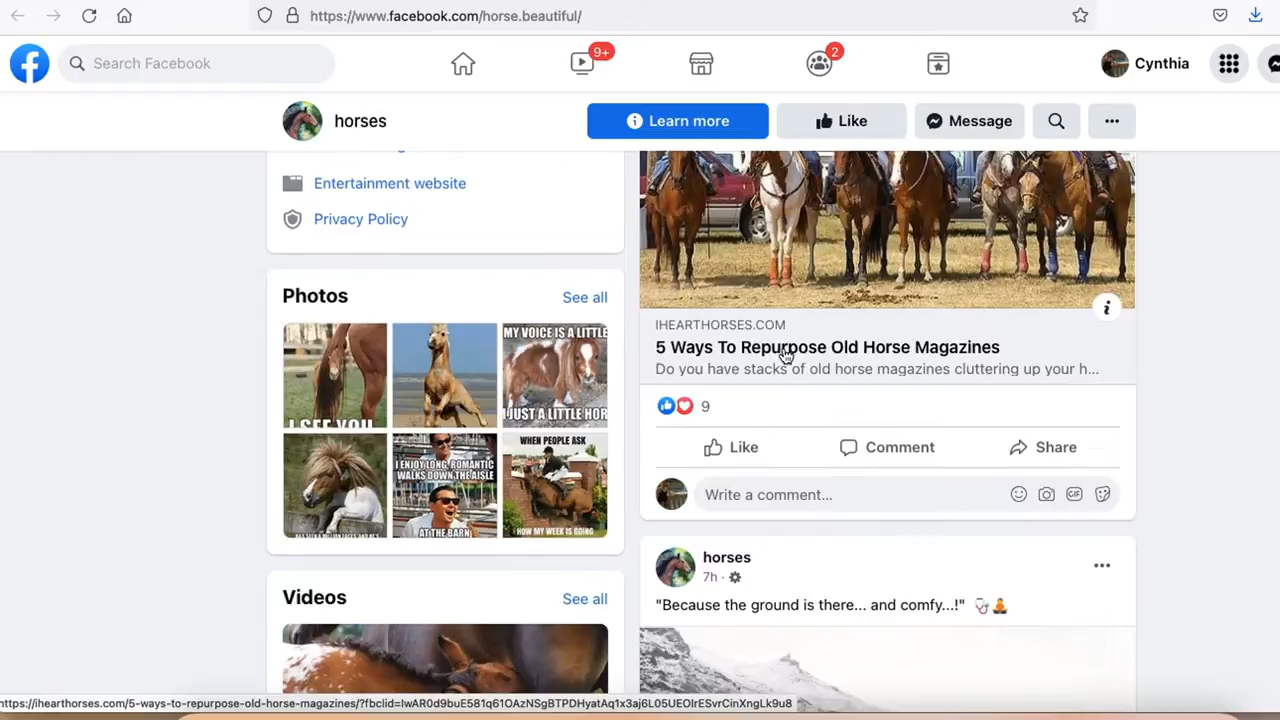 https://www.facebook.com/horse.beautiful/
Search Facebook
9+
2
Cynthia
horses
Learn more
Like
Message
Entertainment website
Privacy Policy
Photos
See all
I SEE YOU
MY VOICE IS A LITTLE
I JUST A LITTLE HOR
I ENJOY LONG, ROMANTIC
WALKS DOWN THE AISLE
AT THE BARN
WHEN PEOPLE ASK
HOW MY WEEK IS GOING
Videos
See all
IHEARTHORSES.COM
5 Ways To Repurpose Old Horse Magazines
Do you have stacks of old horse magazines cluttering up your h...
9
Like
Comment
Share
Write a comment...
GIF
horses
7h ·
"Because the ground is there... and comfy...!" 🩺🧘
https://ihearthorses.com/5-ways-to-repurpose-old-horse-magazines/?fbclid=IwAR0d9buE581q61OAzNSgBTPDHyatAq1x3aj6L05UEOIrESvrCinXngLk9u8